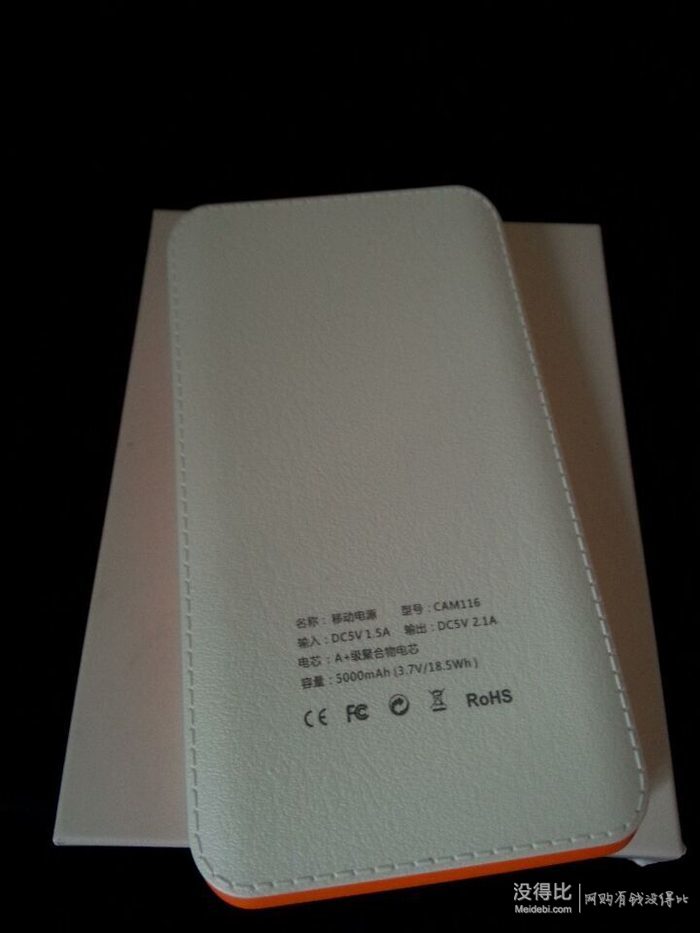 名称：移动电源 型号：CAM116
输入：DC5V 1.5A 输出：DC5V 2.1A
电芯：A+级聚合物电芯
容量：5000mAh (3.7V/18.5Wh)
CE FC RoHS
没得比 网购有钱没得比
Meidebi.com